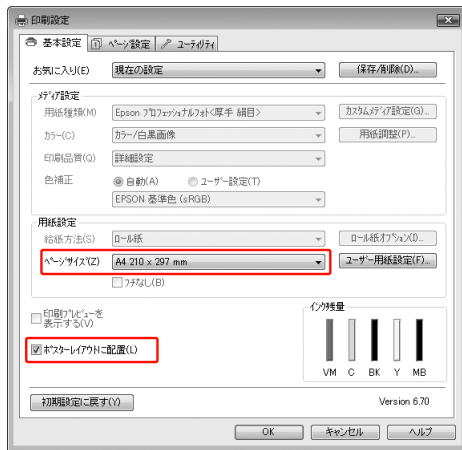 印刷設定
基本設定 ページ設定 ユーティリティ
お気に入り(E) 現在の設定 保存/削除(D)...
メディア設定
用紙種類(M) Epson プロフェッショナルフォト<厚手 絹目> カスタムメディア設定(G)...
カラー(C) カラー/白黒画像 用紙調整(P)...
印刷品質(Q) 詳細設定
色補正 自動(A) ユーザー設定(T)
EPSON 基準色 (sRGB)
用紙設定
給紙方法(S) ロール紙 ロール紙オプション(I)...
ページサイズ(Z) A4 210 x 297 mm ユーザー用紙設定(F)...
フチなし(B)
印刷プレビューを
表示する(V)
インク残量
ポスターレイアウトに配置(L)
VM C BK Y MB
初期設定に戻す(Y) Version 6.70
OK キャンセル ヘルプ